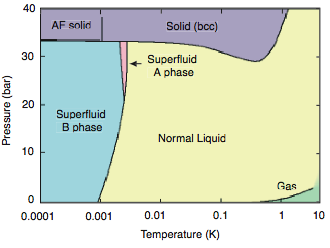 40
AF solid
Solid (bcc)
30
Superfluid
A phase
Pressure (bar)
20
Superfluid
B phase
Normal Liquid
10
Gas
0
0.0001
0.001
0.01
0.1
1
10
Temperature (K)